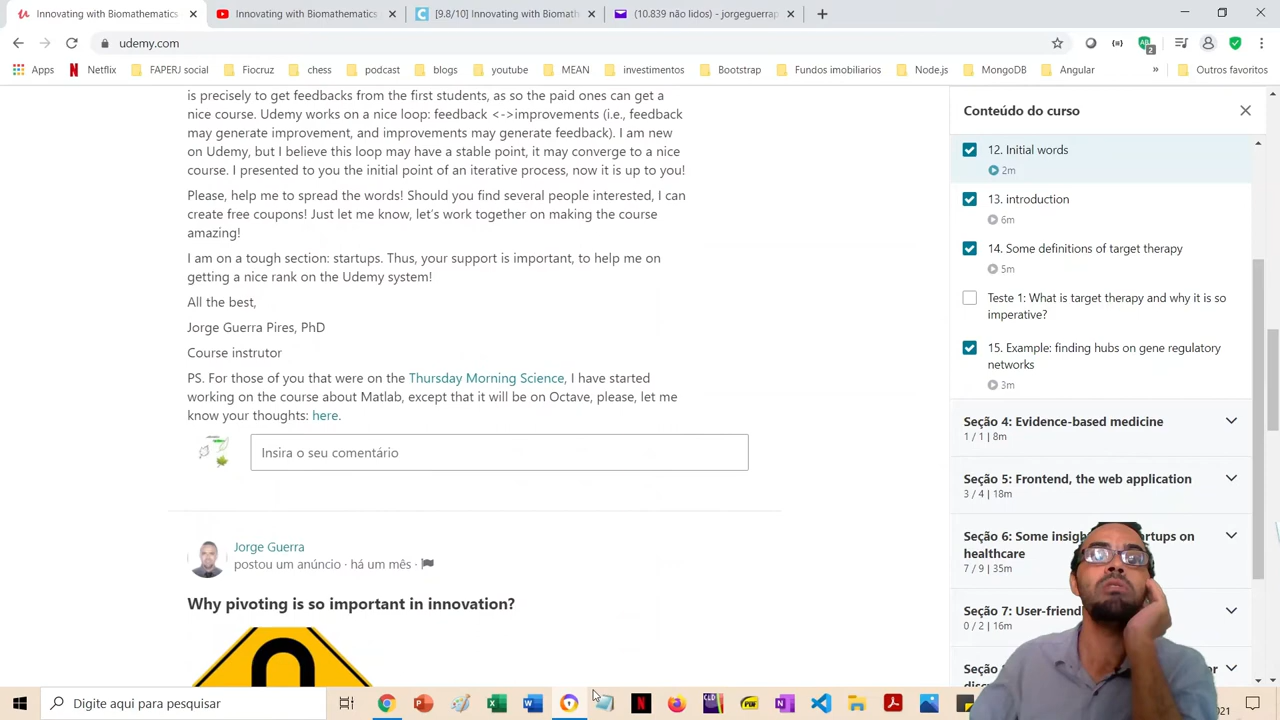 Innovating with Biomathematics
Innovating with Biomathematics
[9.8/10] Innovating with Biomath
(10.839 não lidos) - jorgeguerrap
udemy.com
2
Apps
Netflix
FAPERJ social
Fiocruz
chess
podcast
blogs
youtube
MEAN
investimentos
Bootstrap
Fundos imobiliarios
Node.js
MongoDB
Angular
»
Outros favoritos
is precisely to get feedbacks from the first students, as so the paid ones can get a
nice course. Udemy works on a nice loop: feedback <->improvements (i.e., feedback
may generate improvement, and improvements may generate feedback). I am new
on Udemy, but I believe this loop may have a stable point, it may converge to a nice
course. I presented to you the initial point of an iterative process, now it is up to you!
Please, help me to spread the words! Should you find several people interested, I can
create free coupons! Just let me know, let's work together on making the course
amazing!
I am on a tough section: startups. Thus, your support is important, to help me on
getting a nice rank on the Udemy system!
All the best,
Jorge Guerra Pires, PhD
Course instrutor
PS. For those of you that were on the Thursday Morning Science, I have started
working on the course about Matlab, except that it will be on Octave, please, let me
know your thoughts: here.
Insira o seu comentário
Jorge Guerra
postou um anúncio · há um mês ·
Why pivoting is so important in innovation?
Conteúdo do curso
12. Initial words
2m
13. introduction
6m
14. Some definitions of target therapy
5m
Teste 1: What is target therapy and why it is so
imperative?
15. Example: finding hubs on gene regulatory
networks
3m
Seção 4: Evidence-based medicine
1 / 1 | 8m
Seção 5: Frontend, the web application
3 / 4 | 18m
Seção 6: Some insigh
tups on
healthcare
7 / 9 | 35m
Seção 7: User-friend
0 / 2 | 16m
Digite aqui para pesquisar